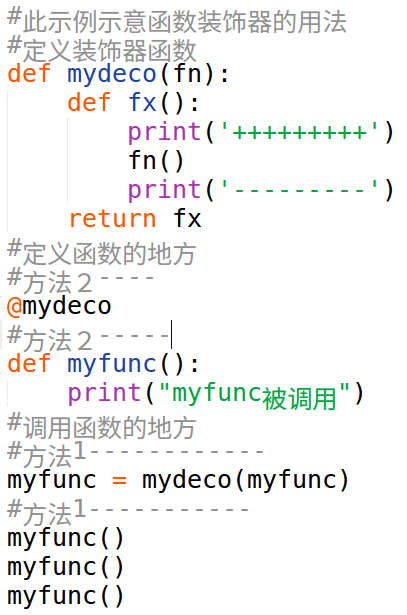 #此示例示意函数装饰器的用法
#定义装饰器函数
def mydeco(fn):
    def fx():
        print('+++++++++')
        fn()
        print('---------')
    return fx
#定义函数的地方
#方法２----
@mydeco
#方法２-----
def myfunc():
    print("myfunc被调用")
#调用函数的地方
#方法1------------
myfunc = mydeco(myfunc)
#方法1-----------
myfunc()
myfunc()
myfunc()